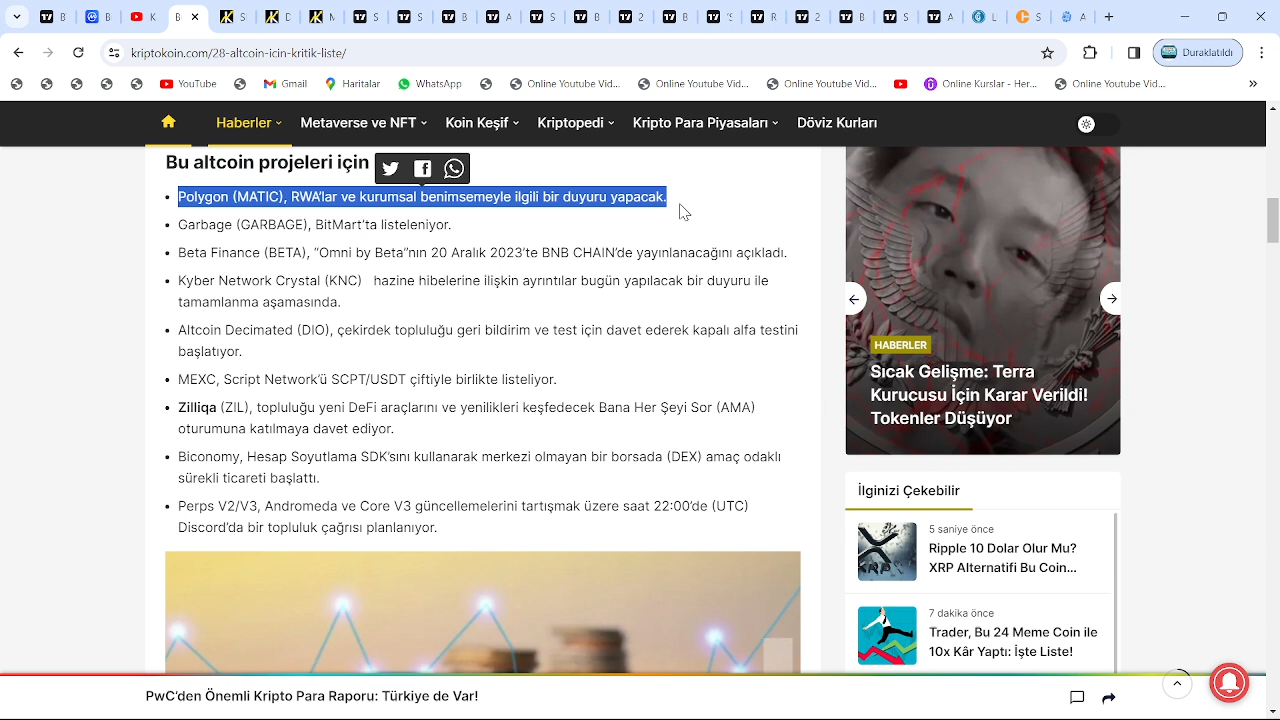 B
B
K
S
K
K
N
T
S
B
T
A
S
B
2
B
'S
R
2
B
T
A
L
S
A
kriptokoin.com/28-altcoin-icin-kritik-liste/
Duraklatıldı
YouTube
Gmail
Haritalar
WhatsApp
Online Youtube Vid...
Online Youtube Vid...
Online Youtube Vid...
Online Kurslar - Her...
Online Youtube Vid...
Haberler
Metaverse ve NFT
Koin Keşif
Kriptopedi
Kripto Para Piyasaları
Döviz Kurları
Bu altcoin projeleri için
Polygon (MATIC), RWA'lar ve kurumsal benimsemeyle ilgili bir duyuru yapacak.
Garbage (GARBAGE), BitMart'ta listeleniyor.
Beta Finance (BETA), “Omni by Beta”nın 20 Aralık 2023'te BNB CHAIN'de yayınlanacağını açıkladı.
Kyber Network Crystal (KNC) hazine hibelerine ilişkin ayrıntılar bugün yapılacak bir duyuru ile
tamamlanma aşamasında.
Altcoin Decimated (DIO), çekirdek topluluğu geri bildirim ve test için davet ederek kapalı alfa testini
başlatıyor.
MEXC, Script Network'ü SCPT/USDT çiftiyle birlikte listeliyor.
Zilliqa (ZIL), topluluğu yeni DeFi araçlarını ve yenilikleri keşfedecek Bana Her Şeyi Sor (AMA)
oturumuna katılmaya davet ediyor.
Biconomy, Hesap Soyutlama SDK'sını kullanarak merkezi olmayan bir borsada (DEX) amaç odaklı
sürekli ticareti başlattı.
Perps V2/V3, Andromeda ve Core V3 güncellemelerini tartışmak üzere saat 22:00'de (UTC)
Discord'da bir topluluk çağrısı planlanıyor.
HABERLER
Sıcak Gelişme: Terra
Kurucusu İçin Karar Verildi!
Tokenler Düşüyor
İlginizi Çekebilir
5 saniye önce
Ripple 10 Dolar Olur Mu?
XRP Alternatifi Bu Coin...
XRP
7 dakika önce
Trader, Bu 24 Meme Coin ile
10x Kâr Yaptı: İşte Liste!
PwC'den Önemli Kripto Para Raporu: Türkiye de Var!